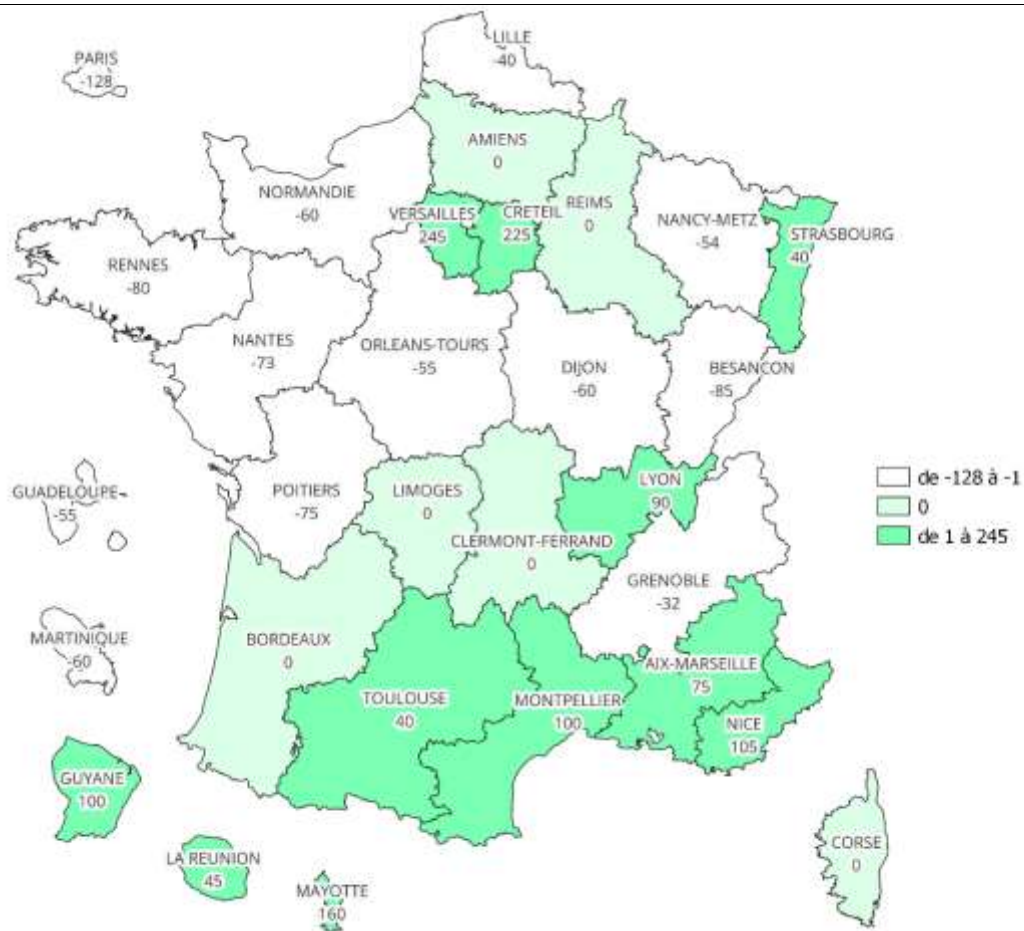 LILLE
-40
PARIS
-128
AMIENS
0
NORMANDIE
-60
VERSAILLES
245
CRETEIL
225
REIMS
0
NANCY-METZ
-54
STRASBOURG
40
RENNES
-80
NANTES
-73
ORLEANS-TOURS
-55
DIJON
-60
BESANCON
-85
GUADELOUPE
-55
POITIERS
-75
LIMOGES
0
LYON
90
CLERMONT-FERRAND
0
de -128 à -1
0
de 1 à 245
GRENOBLE
-32
MARTINIQUE
-60
BORDEAUX
0
TOULOUSE
40
MONTPELLIER
100
AIX-MARSEILLE
75
NICE
105
GUYANE
100
LA REUNION
45
MAYOTTE
160
CORSE
0